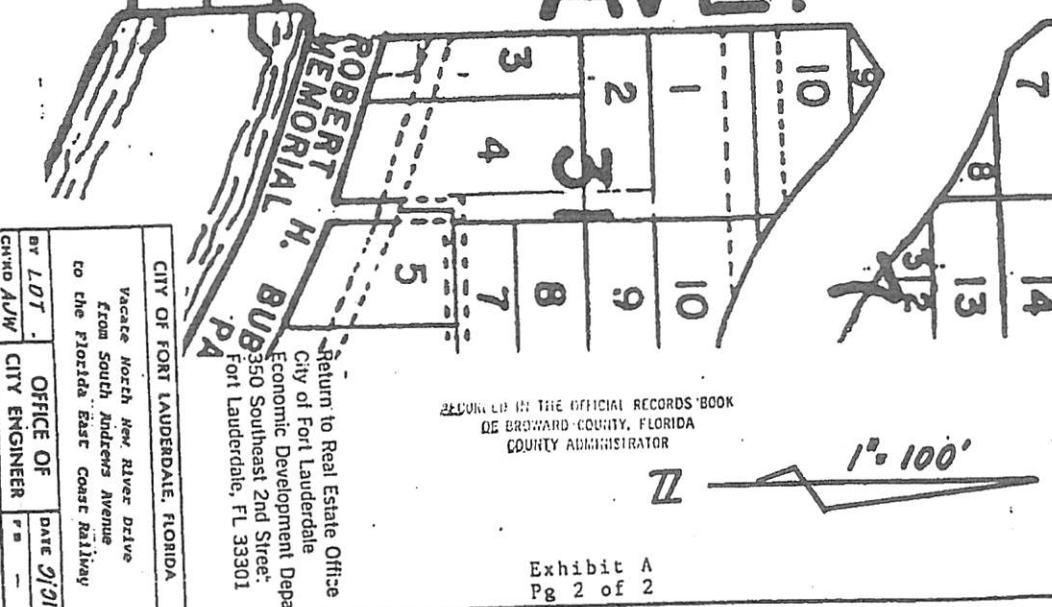 3
2
1
10
9
7
4
3
8
14
5
7
8
9
10
13
3
2
ROBERT H. BUB
MEMORIAL PA
RECORDED IN THE OFFICIAL RECORDS BOOK
OF BROWARD COUNTY, FLORIDA
COUNTY ADMINISTRATOR
1"=100'
N
Return to Real Estate Office
City of Fort Lauderdale
Economic Development Depa
350 Southeast 2nd Street
Fort Lauderdale, FL 33301
CITY OF FORT LAUDERDALE, FLORIDA
Vacate North New River Drive
from South Andrews Avenue
to the Florida East Coast Railway
BY LDT.
CH'KD AJW
OFFICE OF
CITY ENGINEER
DATE
FB -
Exhibit A
Pg 2 of 2